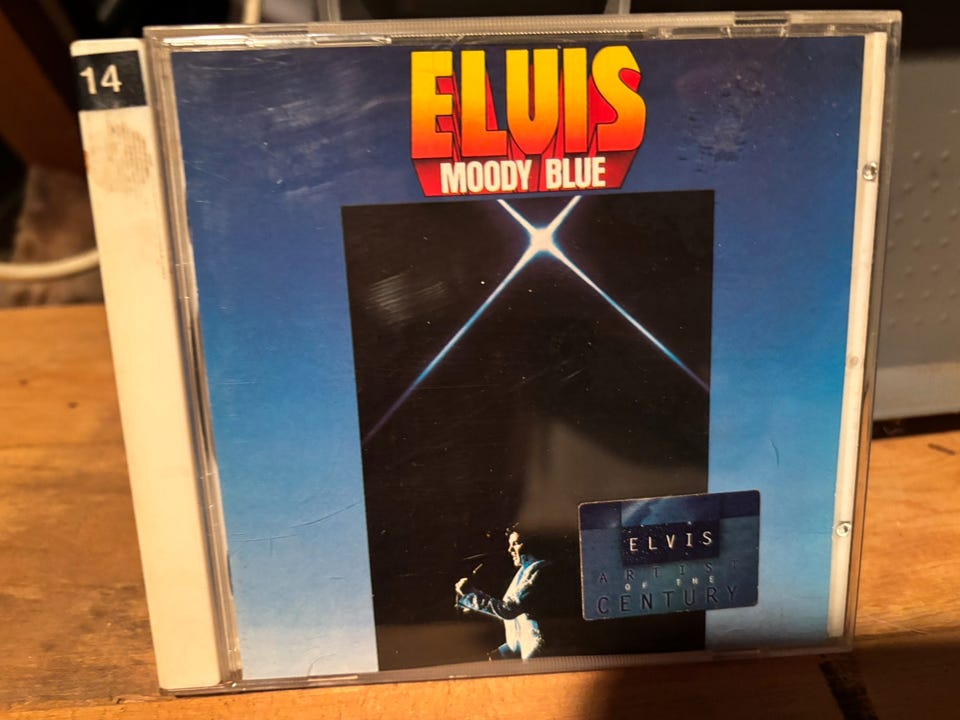 14
ELVIS
MOODY BLUE
ELVIS
ARTIST
OF THE
CENTURY